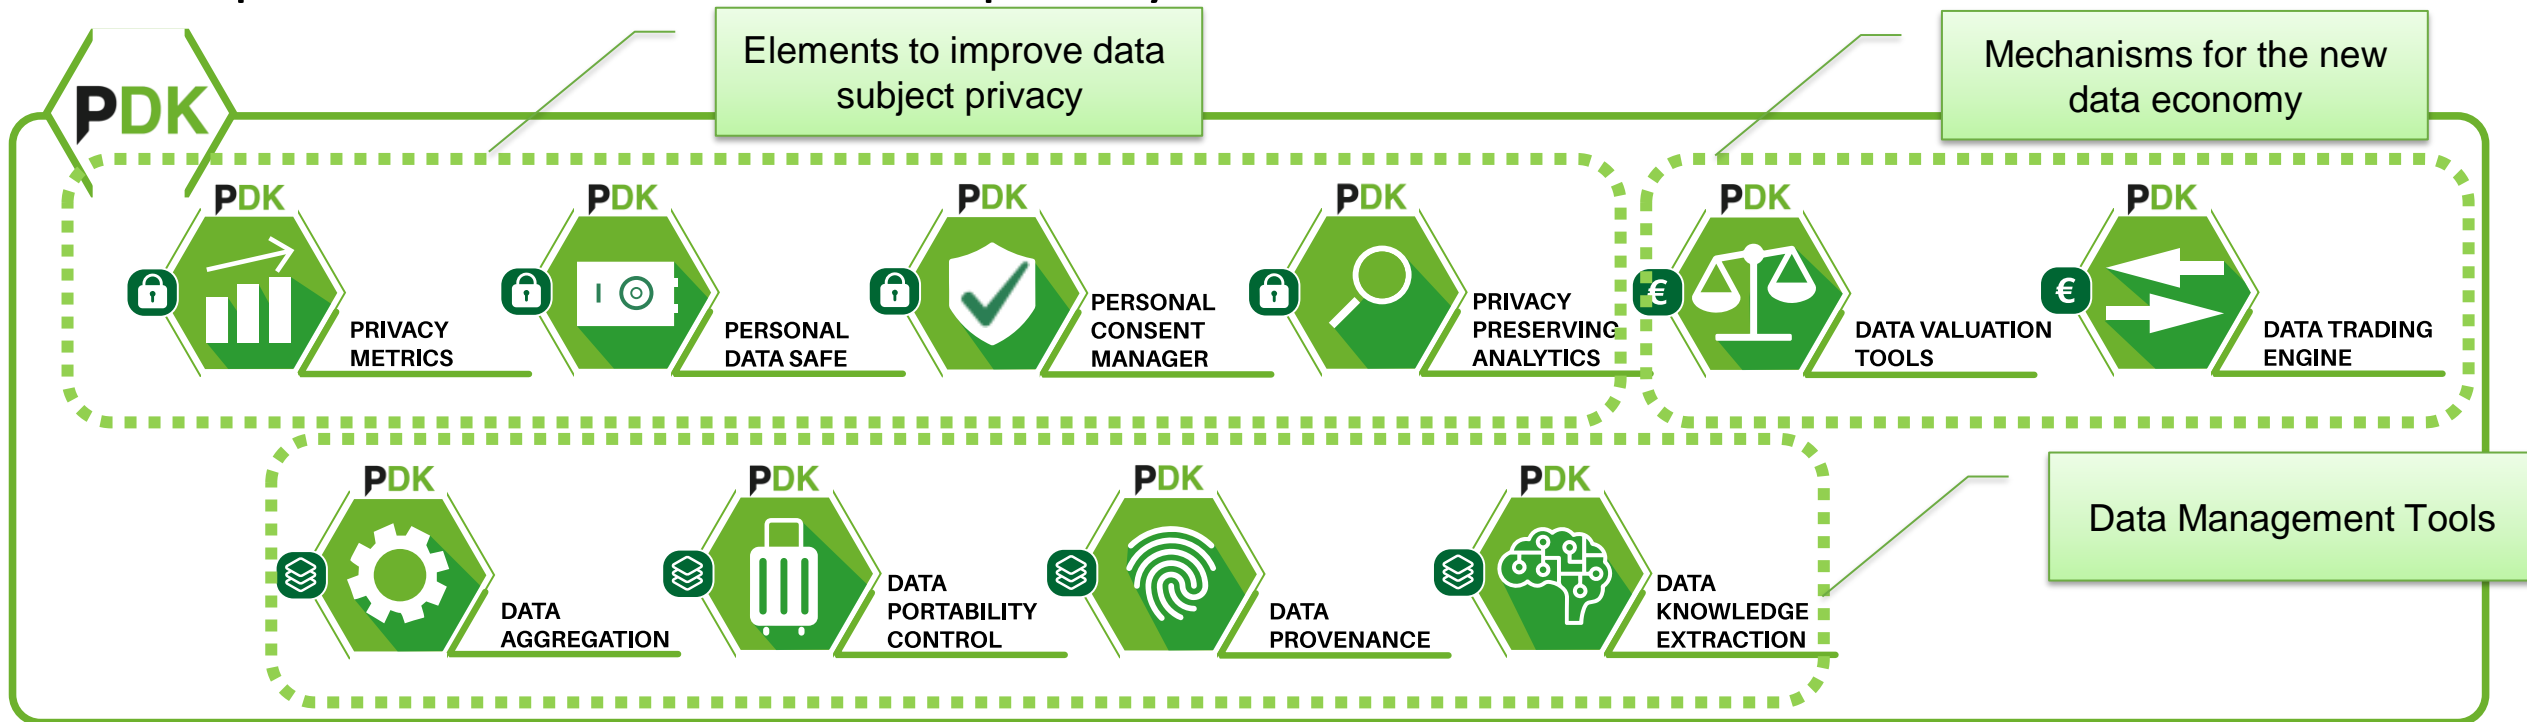 Elements to improve data
subject privacy
Mechanisms for the new
data economy
PDK
PDK
PRIVACY
METRICS
PDK
PERSONAL
DATA SAFE
PDK
PERSONAL
CONSENT
MANAGER
PDK
PRIVACY
PRESERVING
ANALYTICS
PDK
€
DATA VALUATION
TOOLS
PDK
€
DATA TRADING
ENGINE
PDK
DATA
AGGREGATION
PDK
DATA
PORTABILITY
CONTROL
PDK
DATA
PROVENANCE
PDK
DATA
KNOWLEDGE
EXTRACTION
Data Management Tools